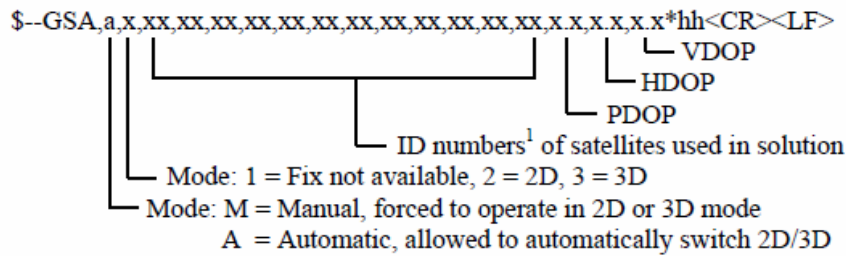 $--GSA,a,x,xx,xx,xx,xx,xx,xx,xx,xx,xx,xx,xx,xx,x.x,x.x,x.x*hh<CR><LF>
VDOP
HDOP
PDOP
ID numbers¹ of satellites used in solution
Mode: 1 = Fix not available, 2 = 2D, 3 = 3D
Mode: M = Manual, forced to operate in 2D or 3D mode
A = Automatic, allowed to automatically switch 2D/3D